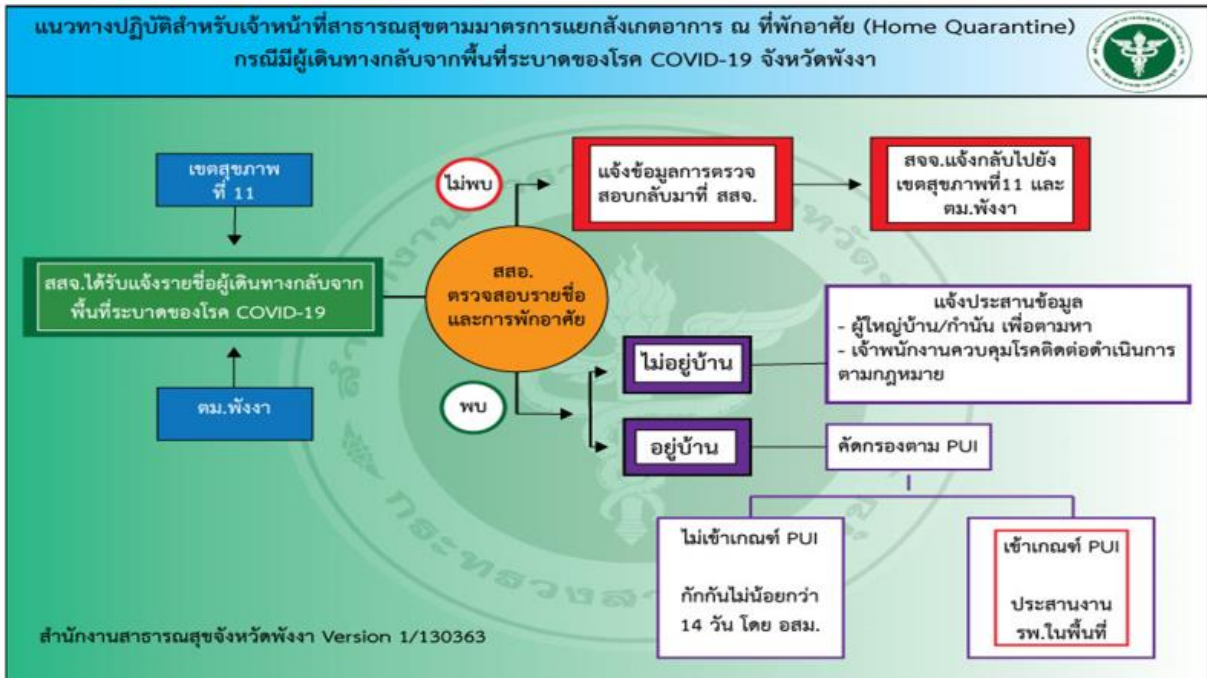 แนวทางปฏิบัติสำหรับเจ้าหน้าที่สาธารณสุขตามมาตรการแยกสังเกตอาการ ณ ที่พักอาศัย (Home Quarantine)
กรณีมีผู้เดินทางกลับจากพื้นที่ระบาดของโรค COVID-19 จังหวัดพังงา
เขตสุขภาพ
ที่ 11
สสจ.ได้รับแจ้งรายชื่อผู้เดินทางกลับจาก
พื้นที่ระบาดของโรค COVID-19
ตม.พังงา
สสอ.
ตรวจสอบรายชื่อ
และการพักอาศัย
ไม่พบ
แจ้งข้อมูลการตรวจ
สอบกลับมาที่ สสจ.
สจจ.แจ้งกลับไปยัง
เขตสุขภาพที่11 และ
ตม.พังงา
พบ
ไม่อยู่บ้าน
แจ้งประสานข้อมูล
- ผู้ใหญ่บ้าน/กำนัน เพื่อตามหา
- เจ้าพนักงานควบคุมโรคติดต่อดำเนินการ
ตามกฎหมาย
อยู่บ้าน
คัดกรองตาม PUI
ไม่เข้าเกณฑ์ PUI
กักกันไม่น้อยกว่า
14 วัน โดย อสม.
เข้าเกณฑ์ PUI
ประสานงาน
รพ.ในพื้นที่
สำนักงานสาธารณสุขจังหวัดพังงา Version 1/130363